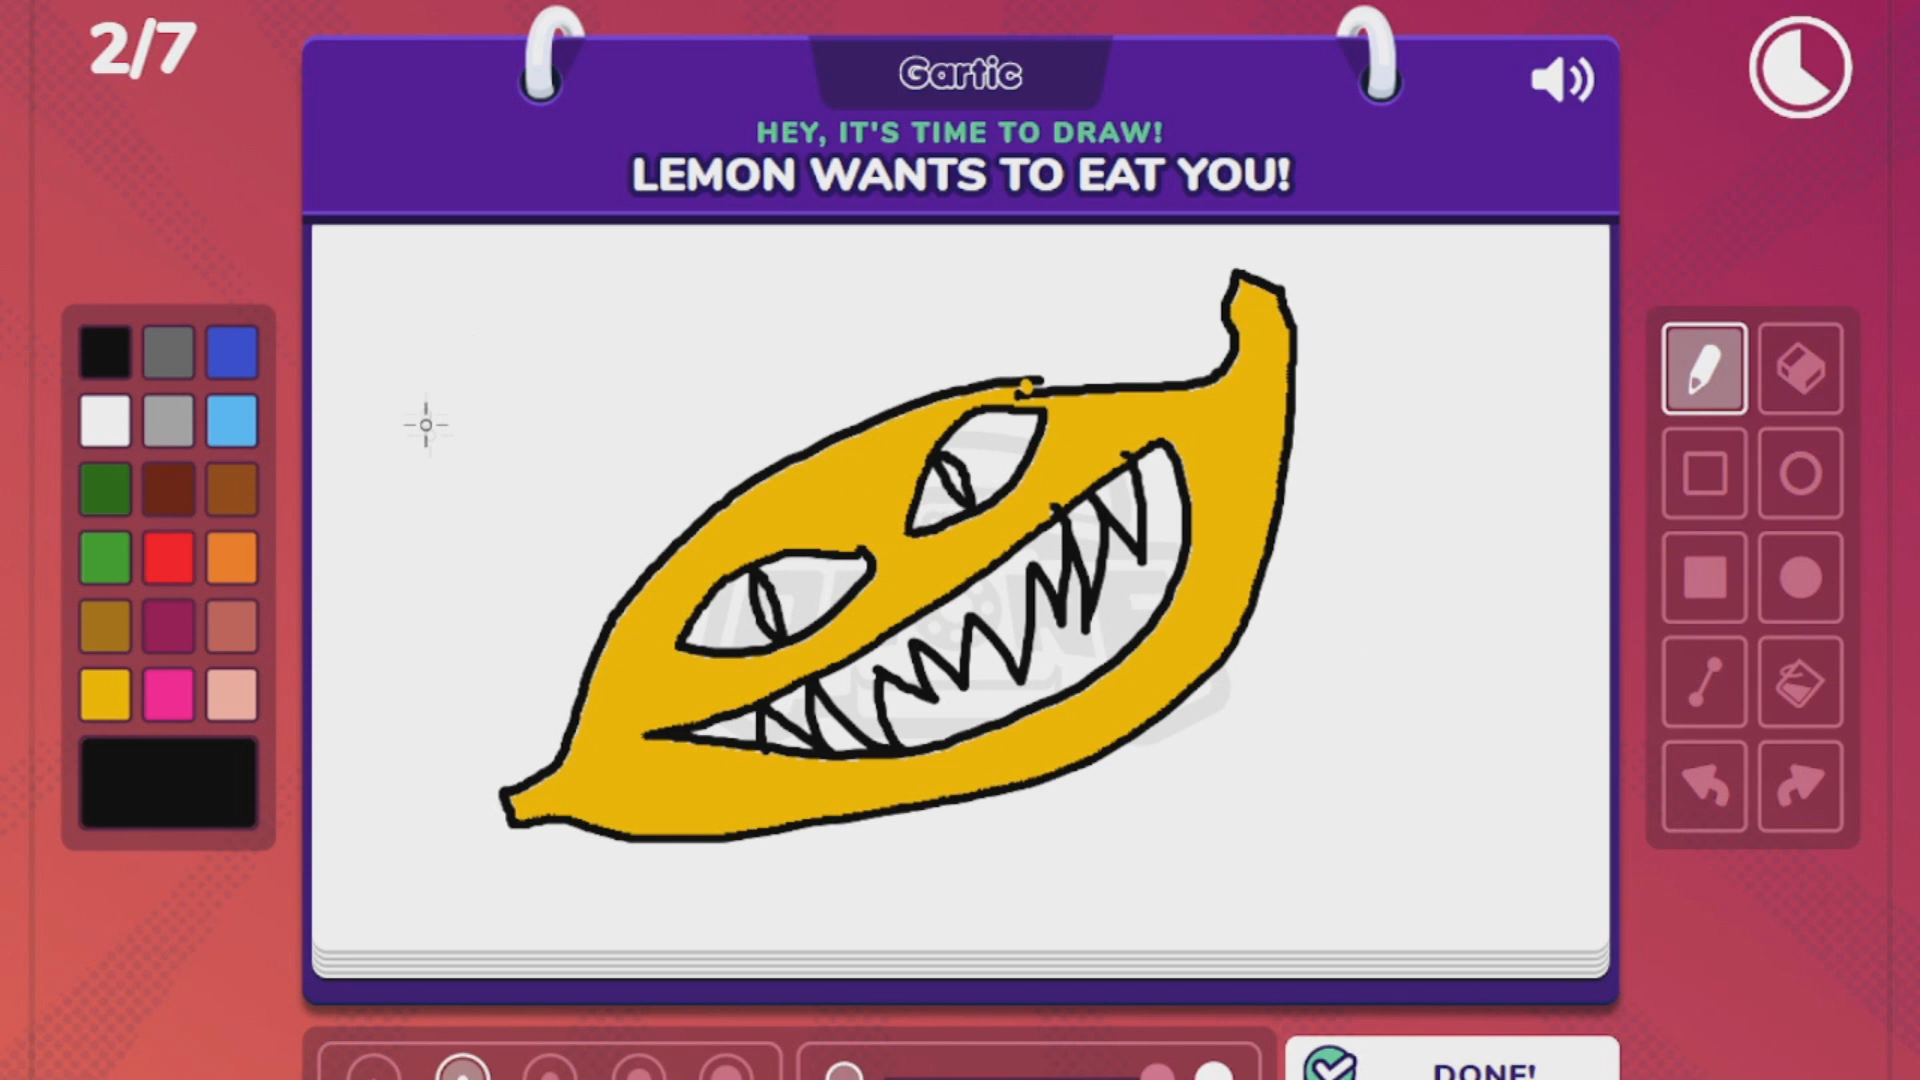 2/7
Gartic
HEY, IT'S TIME TO DRAW!
LEMON WANTS TO EAT YOU!
DONE!